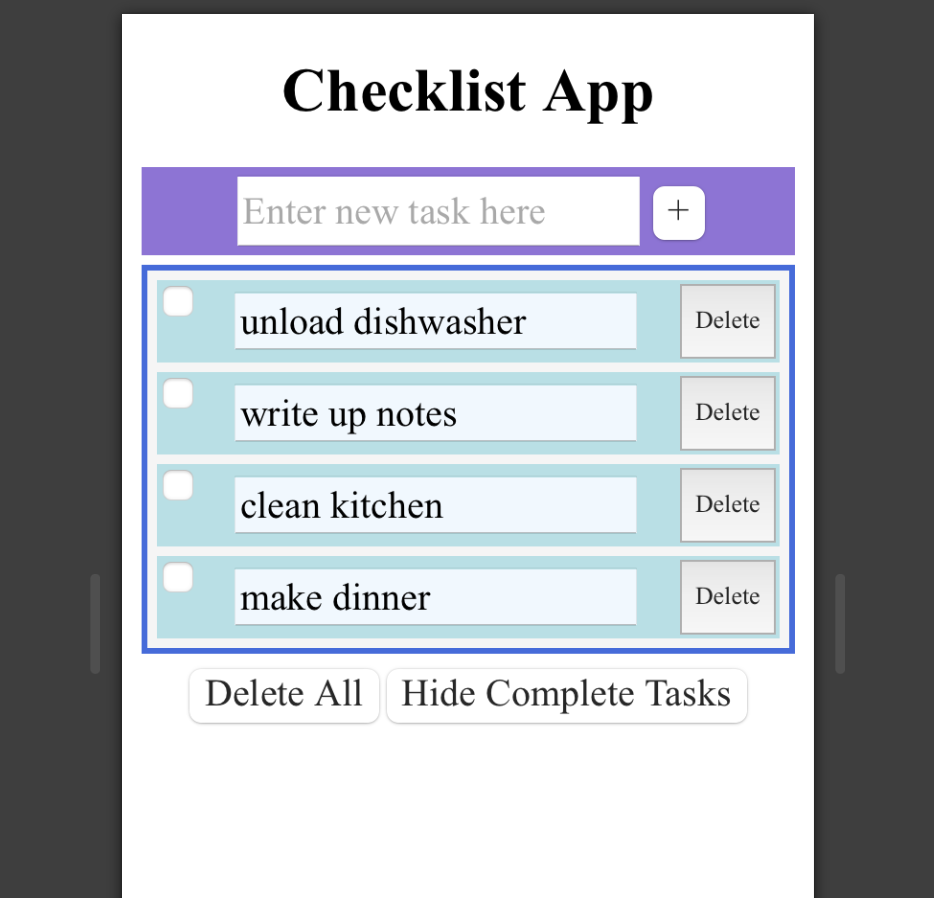 Checklist App
Enter new task here +
unload dishwasher Delete
write up notes Delete
clean kitchen Delete
make dinner Delete
Delete All Hide Complete Tasks